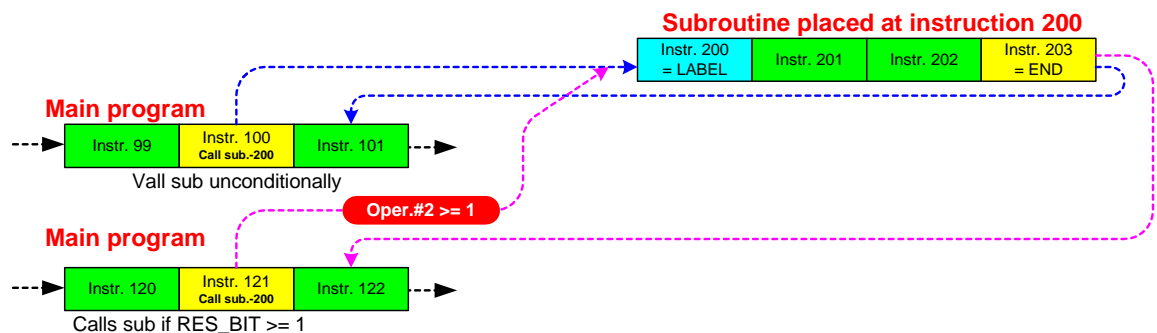 Subroutine placed at instruction 200
Instr. 200
= LABEL
Instr. 201
Instr. 202
Instr. 203
= END
Main program
Instr. 99
Instr. 100
Call sub.-200
Instr. 101
Vall sub unconditionally
Oper.#2 >= 1
Main program
Instr. 120
Instr. 121
Call sub.-200
Instr. 122
Calls sub if RES_BIT >= 1